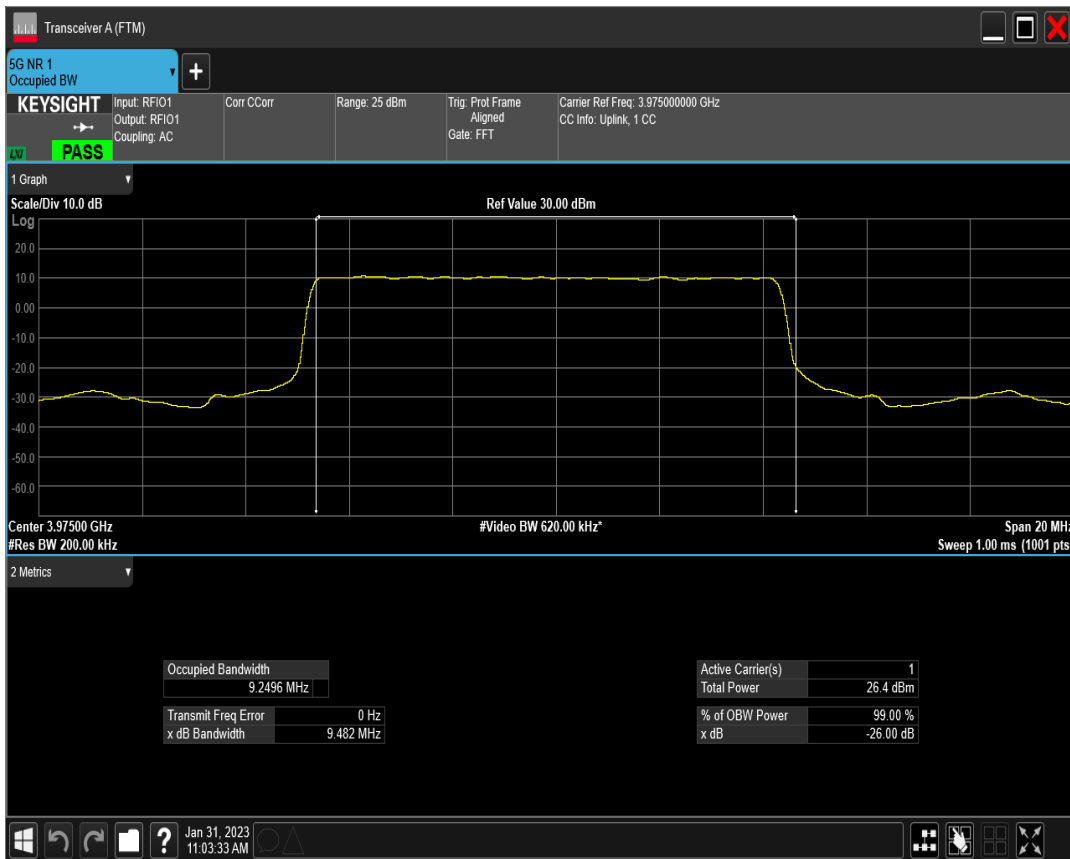 Transceiver A (FTM)
5G NR 1
Occupied BW
+
KEYSIGHT
LXI
PASS
Input: RFIO1
Output: RFIO1
Coupling: AC
Corr CCorr
Range: 25 dBm
Trig: Prot Frame
Aligned
Gate: FFT
Carrier Ref Freq: 3.975000000 GHz
CC Info: Uplink, 1 CC
1 Graph
Scale/Div 10.0 dB
Ref Value 30.00 dBm
Log
20.0
10.0
0.00
-10.0
-20.0
-30.0
-40.0
-50.0
-60.0
Center 3.97500 GHz
#Video BW 620.00 kHz*
Span 20 MHz
#Res BW 200.00 kHz
Sweep 1.00 ms (1001 pts
2 Metrics
Occupied Bandwidth
9.2496 MHz
Transmit Freq Error 0 Hz
x dB Bandwidth 9.482 MHz
Active Carrier(s) 1
Total Power 26.4 dBm
% of OBW Power 99.00 %
x dB -26.00 dB
?
Jan 31, 2023
11:03:33 AM